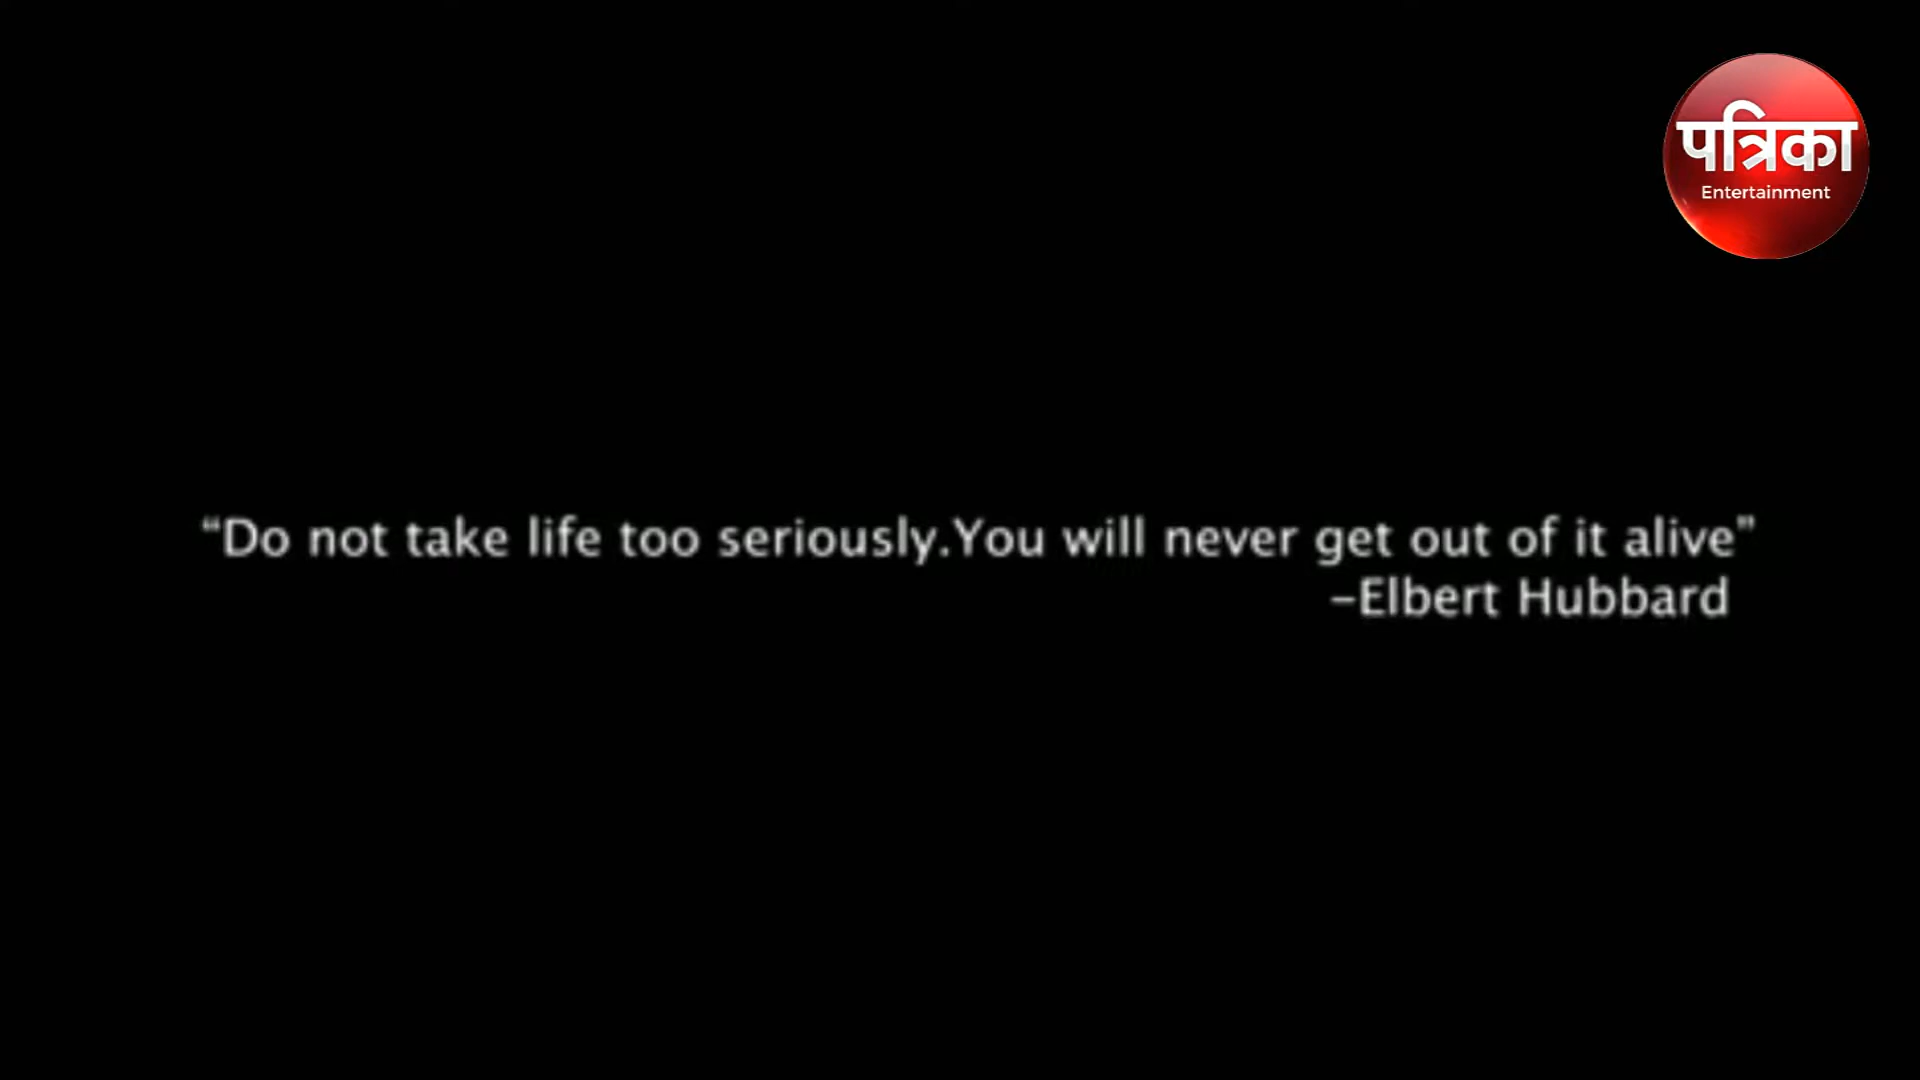 पत्रिका
Entertainment
“Do not take life too seriously.You will never get out of it alive”
–Elbert Hubbard